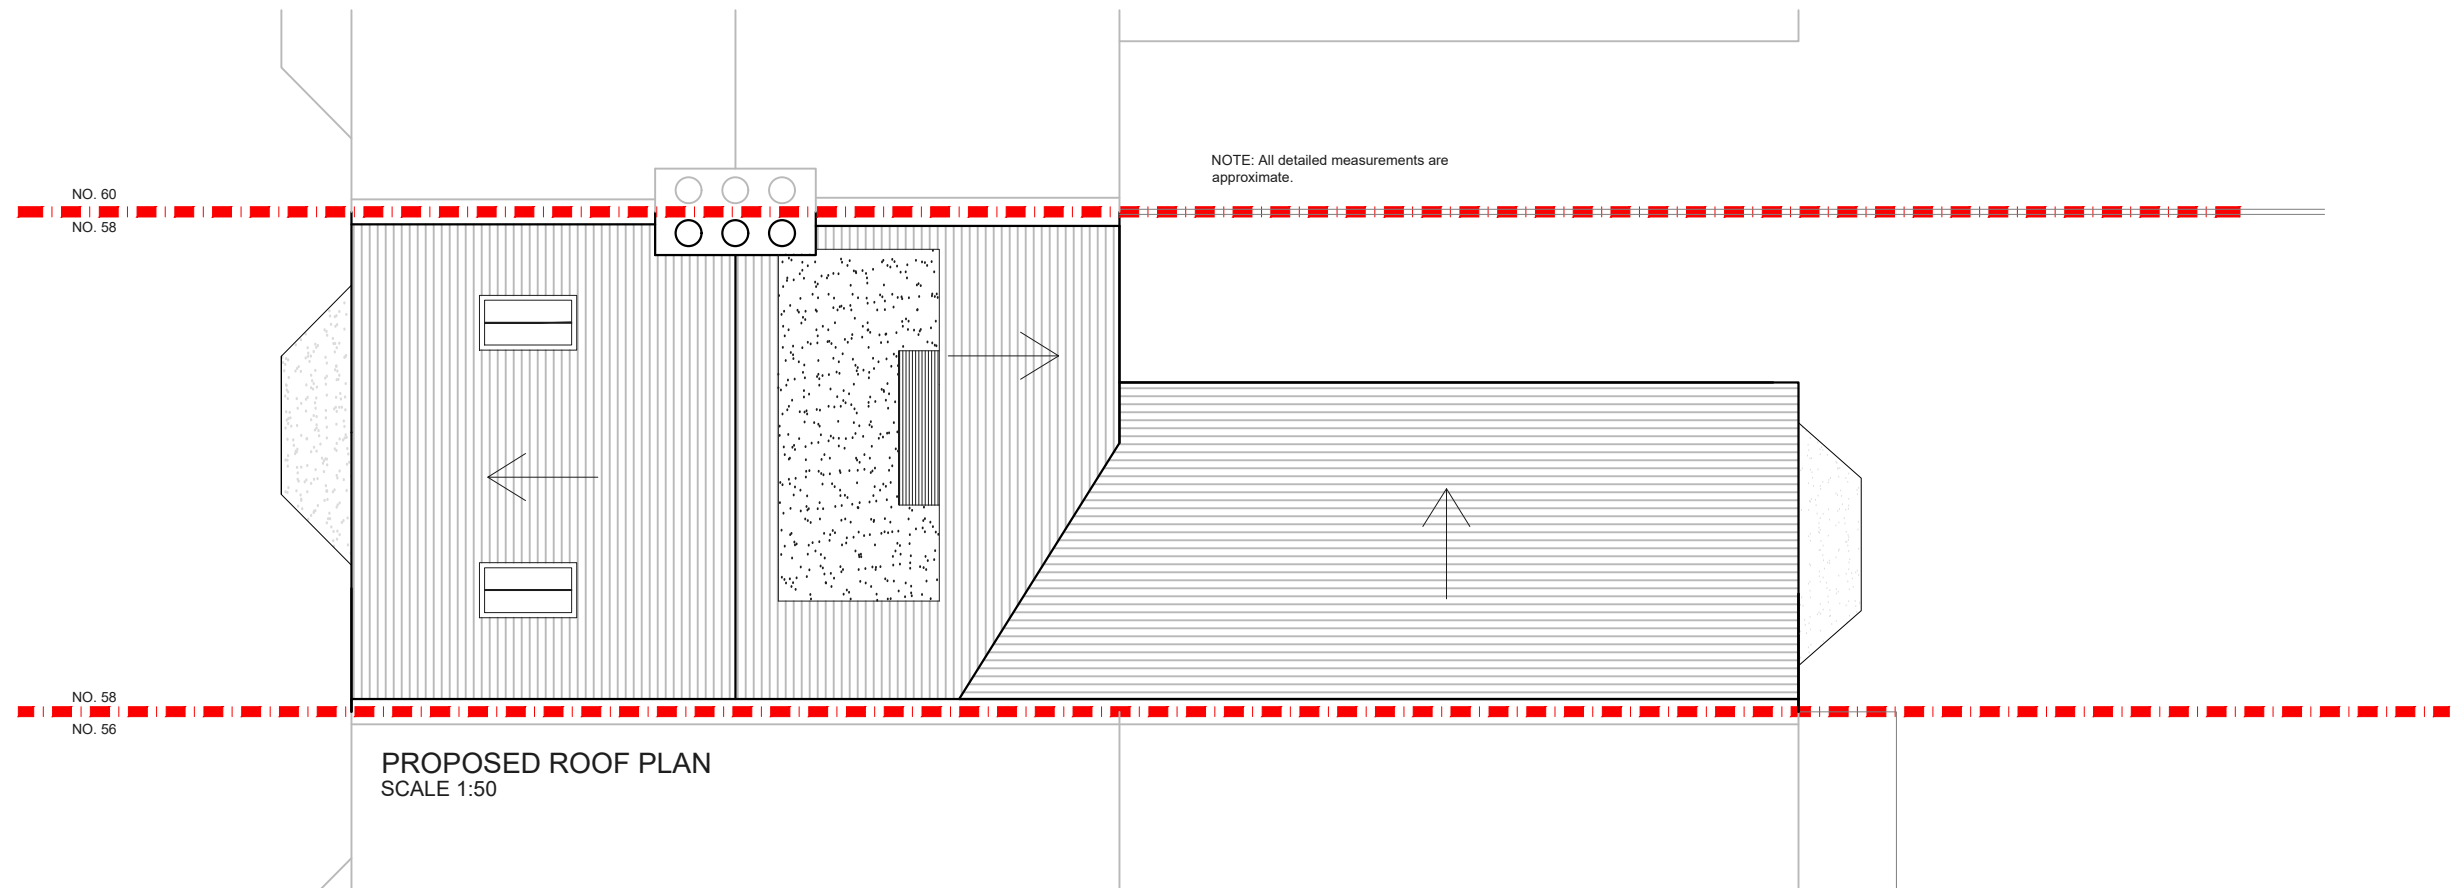 NOTE: All detailed measurements are
approximate.
NO. 60
NO. 58
NO. 58
NO. 56
PROPOSED ROOF PLAN
SCALE 1:50